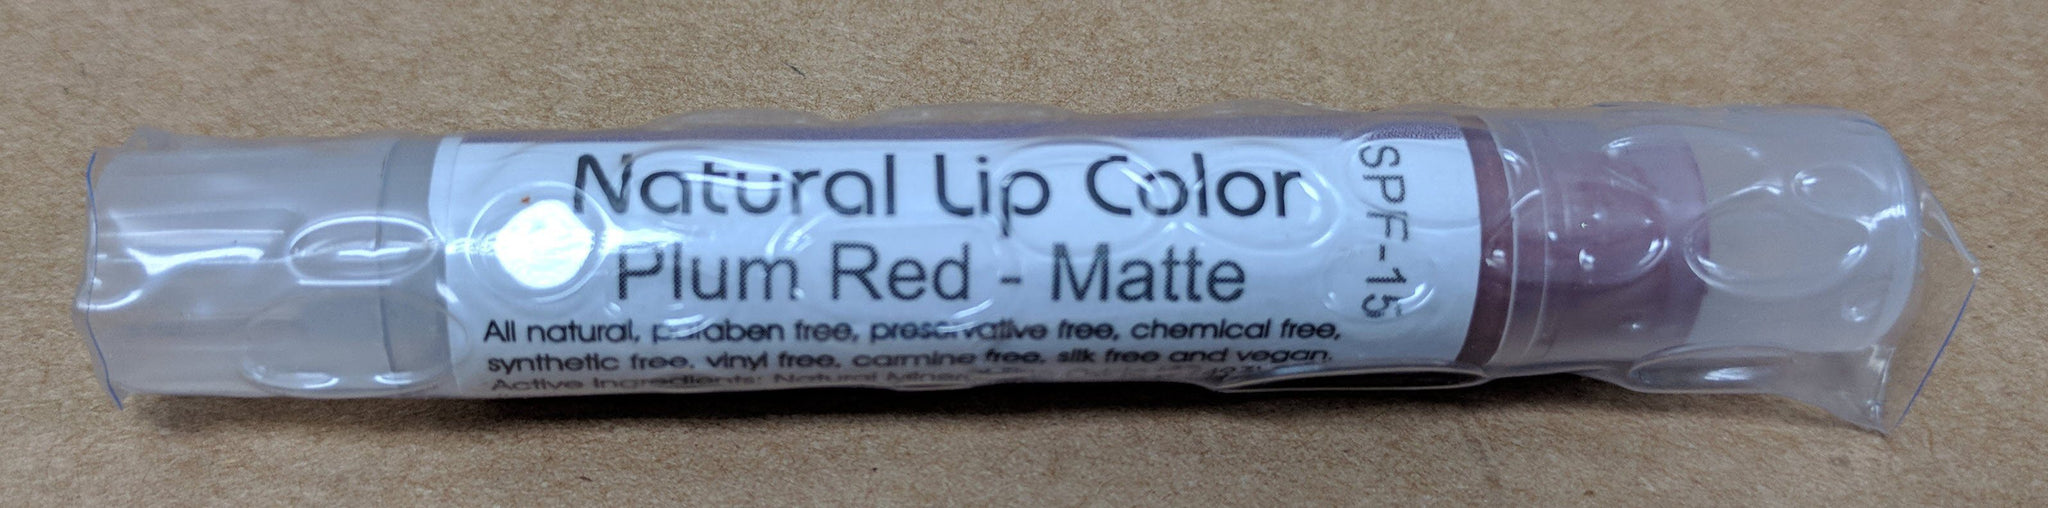 Natural Lip Color
Plum Red - Matte
SPF-15
All natural, paraben free, preservative free, chemical free,
synthetic free, vinyl free, carmine free, silk free and vegan.
Active Ingredients: Natural